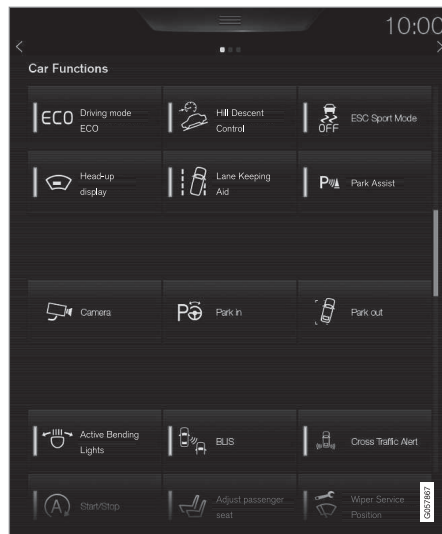 10:00
Car Functions
ECO Driving mode
ECO
Hill Descent
Control
OFF ESC Sport Mode
Head-up
display
Lane Keeping
Aid
P Park Assist
Camera
P Park in
Park out
Active Bending
Lights
BLIS
Cross Traffic Alert
A Start/Stop
Adjust passenger
seat
Wiper Service
Position
G057867